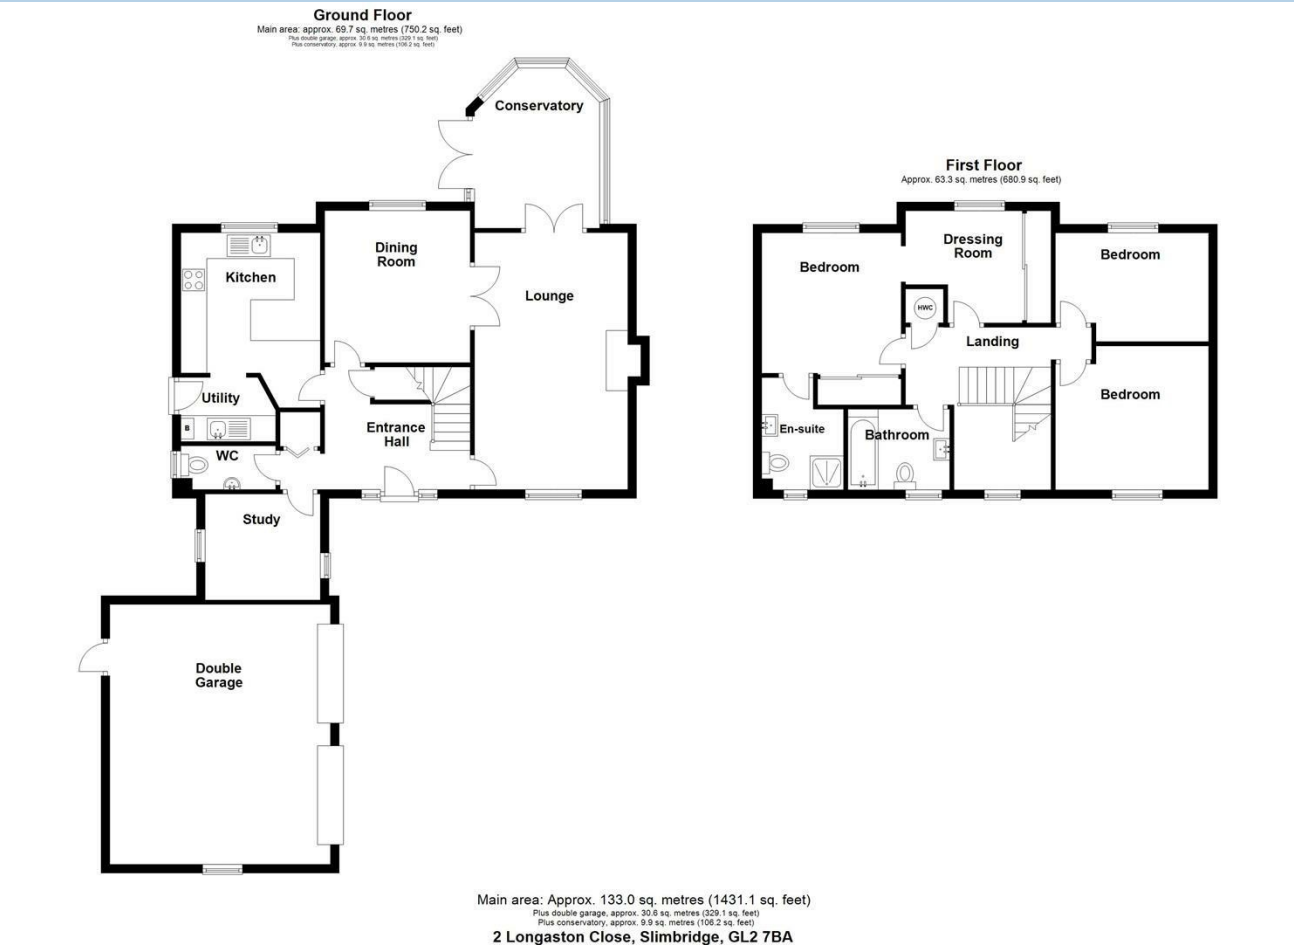 Ground Floor
Main area: approx. 69.7 sq. metres (750.2 sq. feet)
Plus double garage, approx. 30.6 sq. metres (329.1 sq. feet)
Plus conservatory, approx. 9.9 sq. metres (106.2 sq. feet)
Conservatory
Kitchen
Dining
Room
Lounge
Utility
B
Entrance
Hall
WC
Study
Double
Garage
First Floor
Approx. 63.3 sq. metres (680.9 sq. feet)
Bedroom
Dressing
Room
Bedroom
HWC
Landing
Bedroom
En-suite
Bathroom
Main area: Approx. 133.0 sq. metres (1431.1 sq. feet)
Plus double garage, approx. 30.6 sq. metres (329.1 sq. feet)
Plus conservatory, approx. 9.9 sq. metres (106.2 sq. feet)
2 Longaston Close, Slimbridge, GL2 7BA